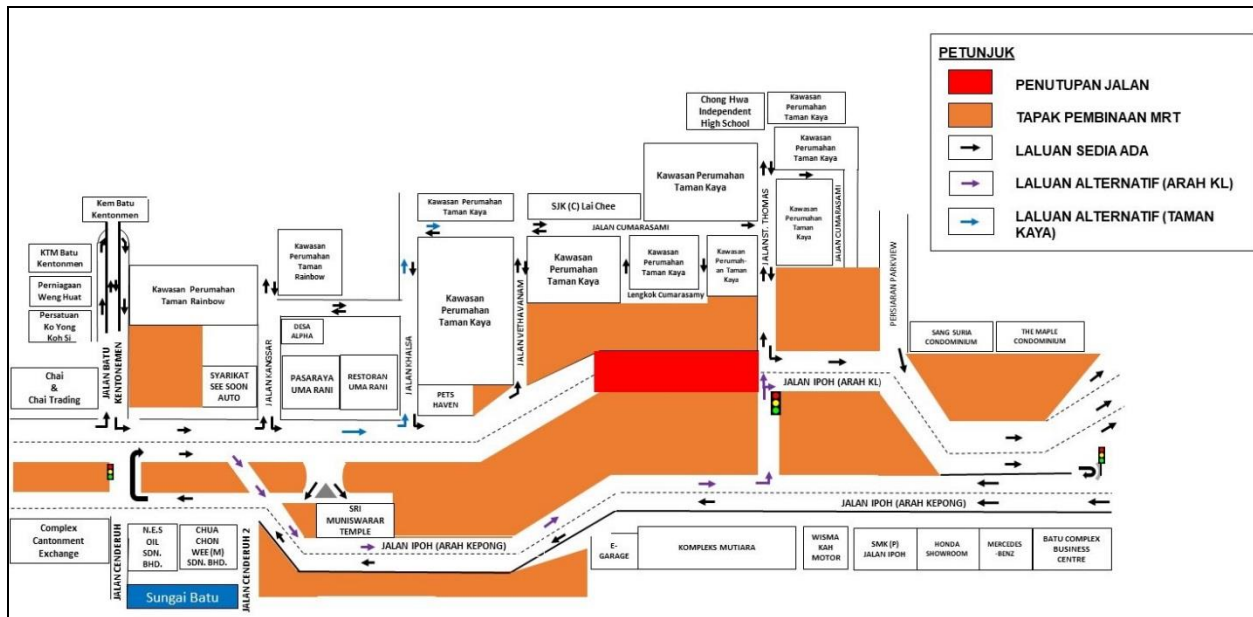 PETUNJUK
PENUTUPAN JALAN
TAPAK PEMBINAAN MRT
LALUAN SEDIA ADA
LALUAN ALTERNATIF (ARAH KL)
LALUAN ALTERNATIF (TAMAN
KAYA)
Chong Hwa
Independent
High School
Kawasan Perumahan
Taman Kaya
Kawasan
Perumahan
Taman Kaya
Kawasan Perumahan
Taman Kaya
JALAN ST. THOMAS
Kawasan
Perumahan
Taman
Kaya
JALAN CUMARASAMI
Kem Batu
Kentonmen
KTM Batu
Kentonmen
Perniagaan
Weng Huat
Persatuan
Ko Yong
Koh Si
Chai
&
Chai Trading
JALAN BATU
KENTONEMEN
Kawasan Perumahan
Taman Rainbow
SYARIKAT
SEE SOON
AUTO
JALAN KANGSAR
Kawasan
Perumahan
Taman
Rainbow
DESA
ALPHA
PASARAYA
UMA RANI
RESTORAN
UMA RANI
JALAN KHALSA
Kawasan Perumahan
Taman Kaya
Kawasan
Perumahan
Taman Kaya
PETS
HAVEN
JALAN VETHAVANAM
SJK (C) Lai Chee
JALAN CUMARASAMI
Kawasan
Perumahan
Taman Kaya
Kawasan
Perumahan
Taman Kaya
Kawasan
Perumah-
an Taman
Kaya
Lengkok Cumarasamy
PERSIARAN PARKVIEW
SANG SURIA
CONDOMINIUM
THE MAPLE
CONDOMINIUM
JALAN IPOH (ARAH KL)
SRI
MUNISWARAR
TEMPLE
JALAN IPOH (ARAH KEPONG)
JALAN IPOH (ARAH KEPONG)
Complex
Cantonment
Exchange
JALAN CENDERUH
N.E.S
OIL
SDN.
BHD.
CHUA
CHON
WEE (M)
SDN. BHD.
JALAN CENDERUH 2
Sungai Batu
E-
GARAGE
KOMPLEKS MUTIARA
WISMA
KAH
MOTOR
SMK (P)
JALAN IPOH
HONDA
SHOWROOM
MERCEDES
-BENZ
BATU COMPLEX
BUSINESS
CENTRE